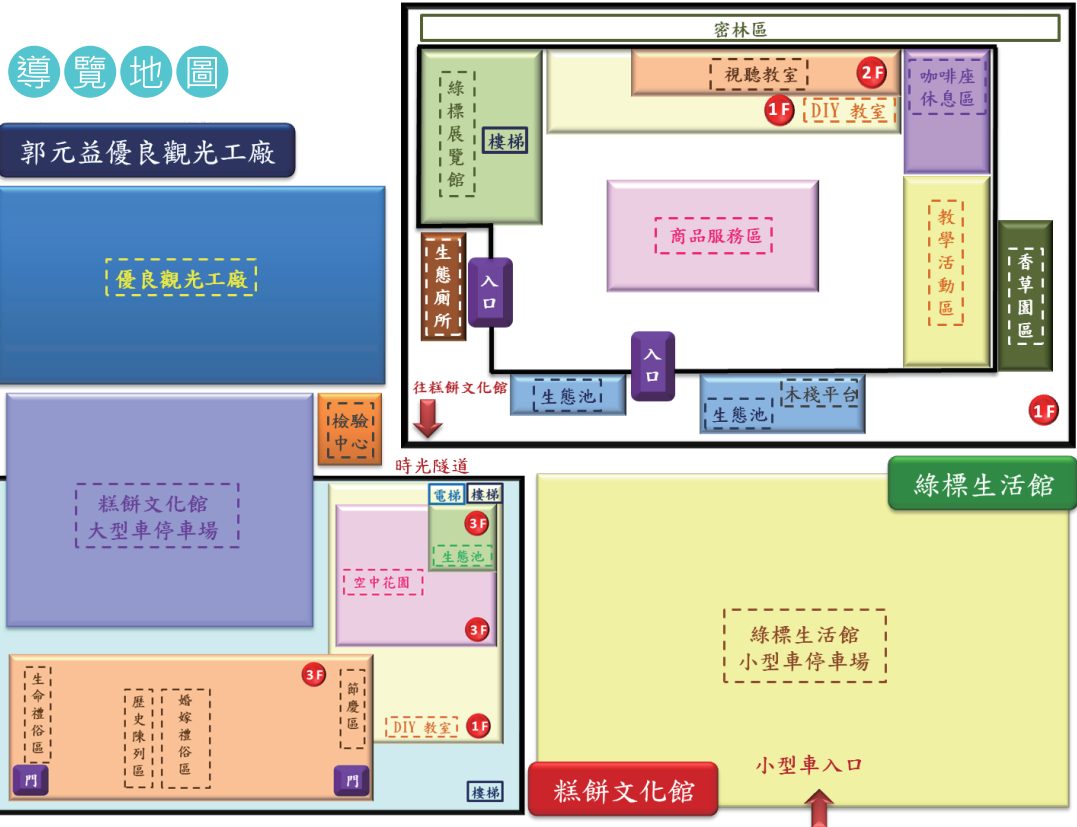 導覽地圖
密林區
綠標展覽館
樓梯
視聽教室
2F
1F
DIY 教室
咖啡座
休息區
郭元益優良觀光工廠
優良觀光工廠
商品服務區
教學活動區
香草園區
生態廁所
入口
入口
往糕餅文化館
生態池
生態池
木棧平台
1F
檢驗
中心
時光隧道
糕餅文化館
大型車停車場
電梯
樓梯
3F
生態池
空中花園
3F
綠標生活館
綠標生活館
小型車停車場
3F
生命禮俗區
歷史陳列區
婚嫁禮俗區
節慶區
DIY 教室
1F
門
門
樓梯
糕餅文化館
小型車入口